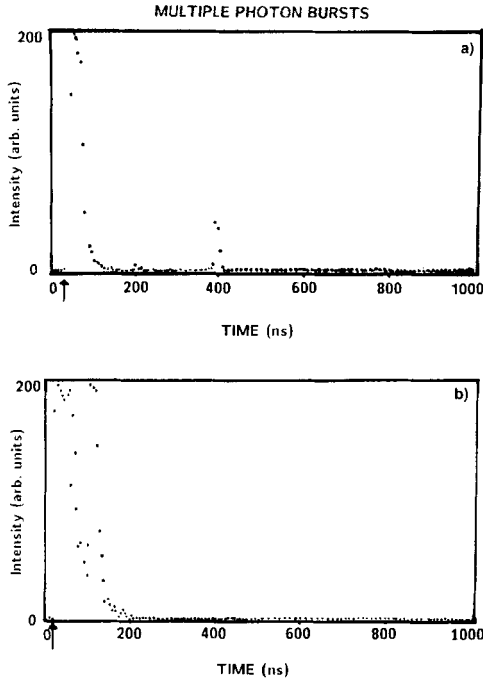 MULTIPLE PHOTON BURSTS
200
a)
Intensity (arb. units)
0
0 200 400 600 800 1000
TIME (ns)
200
b)
Intensity (arb. units)
0
0 200 400 600 800 1000
TIME (ns)